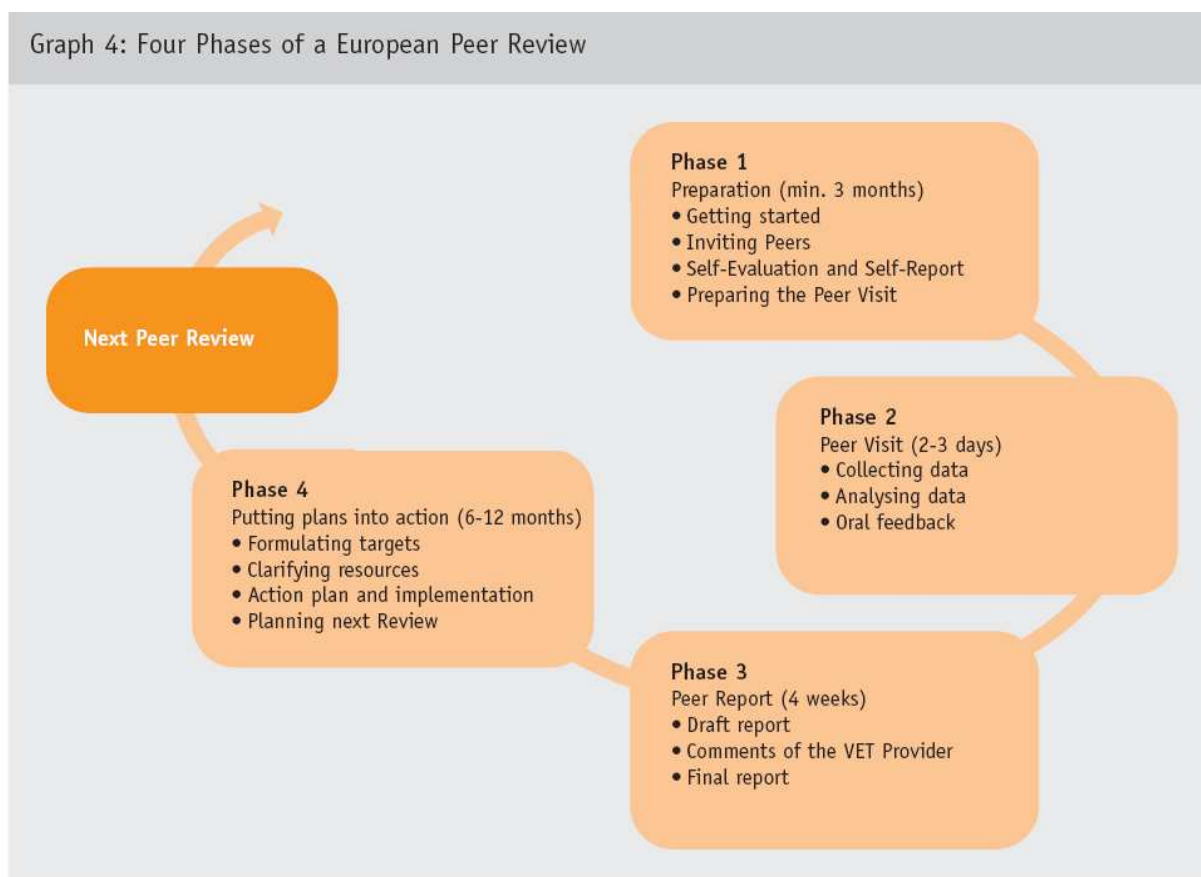 Graph 4: Four Phases of a European Peer Review
Phase 1
Preparation (min. 3 months)
• Getting started
• Inviting Peers
• Self-Evaluation and Self-Report
• Preparing the Peer Visit
Next Peer Review
Phase 2
Peer Visit (2-3 days)
• Collecting data
• Analysing data
• Oral feedback
Phase 4
Putting plans into action (6-12 months)
• Formulating targets
• Clarifying resources
• Action plan and implementation
• Planning next Review
Phase 3
Peer Report (4 weeks)
• Draft report
• Comments of the VET Provider
• Final report